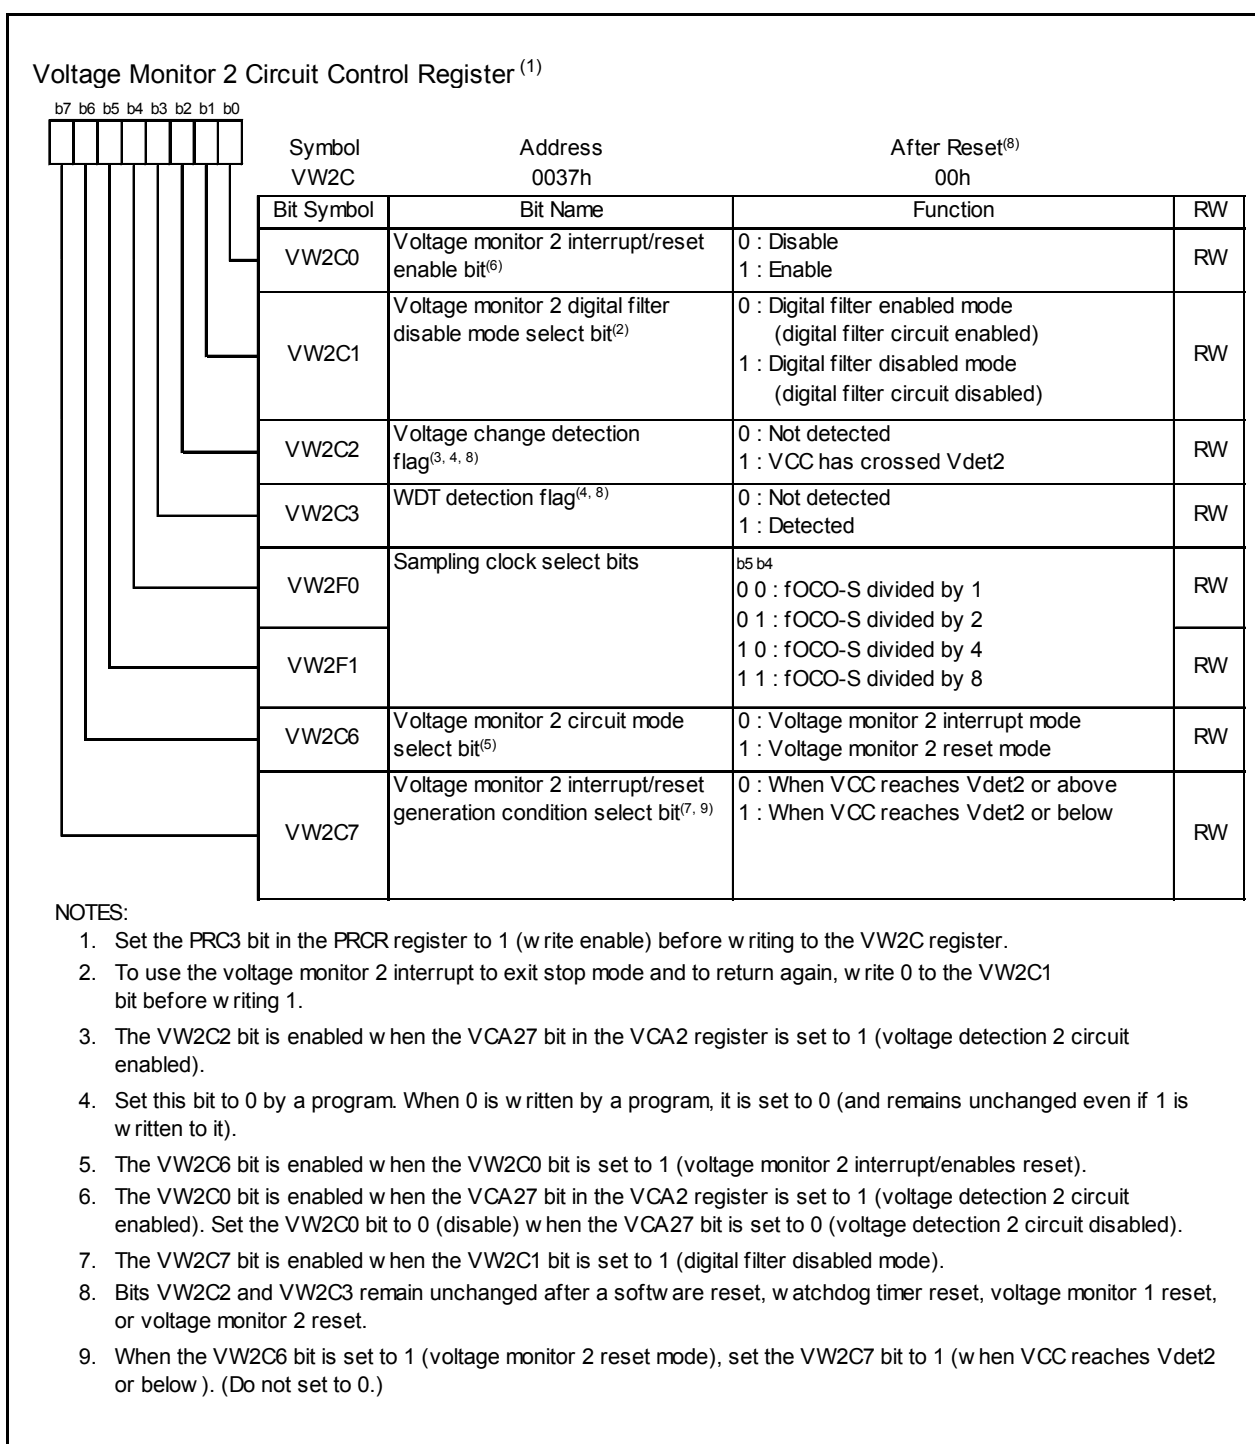 Voltage Monitor 2 Circuit Control Register (1)
b7 b6 b5 b4 b3 b2 b1 b0
Symbol Address After Reset(8)
VW2C 0037h 00h
Bit Symbol Bit Name Function RW
VW2C0 Voltage monitor 2 interrupt/reset enable bit(6) 0 : Disable
1 : Enable RW
VW2C1 Voltage monitor 2 digital filter disable mode select bit(2) 0 : Digital filter enabled mode
(digital filter circuit enabled)
1 : Digital filter disabled mode
(digital filter circuit disabled) RW
VW2C2 Voltage change detection flag(3, 4, 8) 0 : Not detected
1 : VCC has crossed Vdet2 RW
VW2C3 WDT detection flag(4, 8) 0 : Not detected
1 : Detected RW
VW2F0 Sampling clock select bits b5 b4
0 0 : fOCO-S divided by 1 RW
0 1 : fOCO-S divided by 2
VW2F1 1 0 : fOCO-S divided by 4 RW
1 1 : fOCO-S divided by 8
VW2C6 Voltage monitor 2 circuit mode select bit(5) 0 : Voltage monitor 2 interrupt mode
1 : Voltage monitor 2 reset mode RW
VW2C7 Voltage monitor 2 interrupt/reset generation condition select bit(7, 9) 0 : When VCC reaches Vdet2 or above
1 : When VCC reaches Vdet2 or below RW
NOTES:
1. Set the PRC3 bit in the PRCR register to 1 (write enable) before writing to the VW2C register.
2. To use the voltage monitor 2 interrupt to exit stop mode and to return again, write 0 to the VW2C1
bit before writing 1.
3. The VW2C2 bit is enabled when the VCA27 bit in the VCA2 register is set to 1 (voltage detection 2 circuit
enabled).
4. Set this bit to 0 by a program. When 0 is written by a program, it is set to 0 (and remains unchanged even if 1 is
written to it).
5. The VW2C6 bit is enabled when the VW2C0 bit is set to 1 (voltage monitor 2 interrupt/enables reset).
6. The VW2C0 bit is enabled when the VCA27 bit in the VCA2 register is set to 1 (voltage detection 2 circuit
enabled). Set the VW2C0 bit to 0 (disable) when the VCA27 bit is set to 0 (voltage detection 2 circuit disabled).
7. The VW2C7 bit is enabled when the VW2C1 bit is set to 1 (digital filter disabled mode).
8. Bits VW2C2 and VW2C3 remain unchanged after a software reset, watchdog timer reset, voltage monitor 1 reset,
or voltage monitor 2 reset.
9. When the VW2C6 bit is set to 1 (voltage monitor 2 reset mode), set the VW2C7 bit to 1 (when VCC reaches Vdet2
or below). (Do not set to 0.)